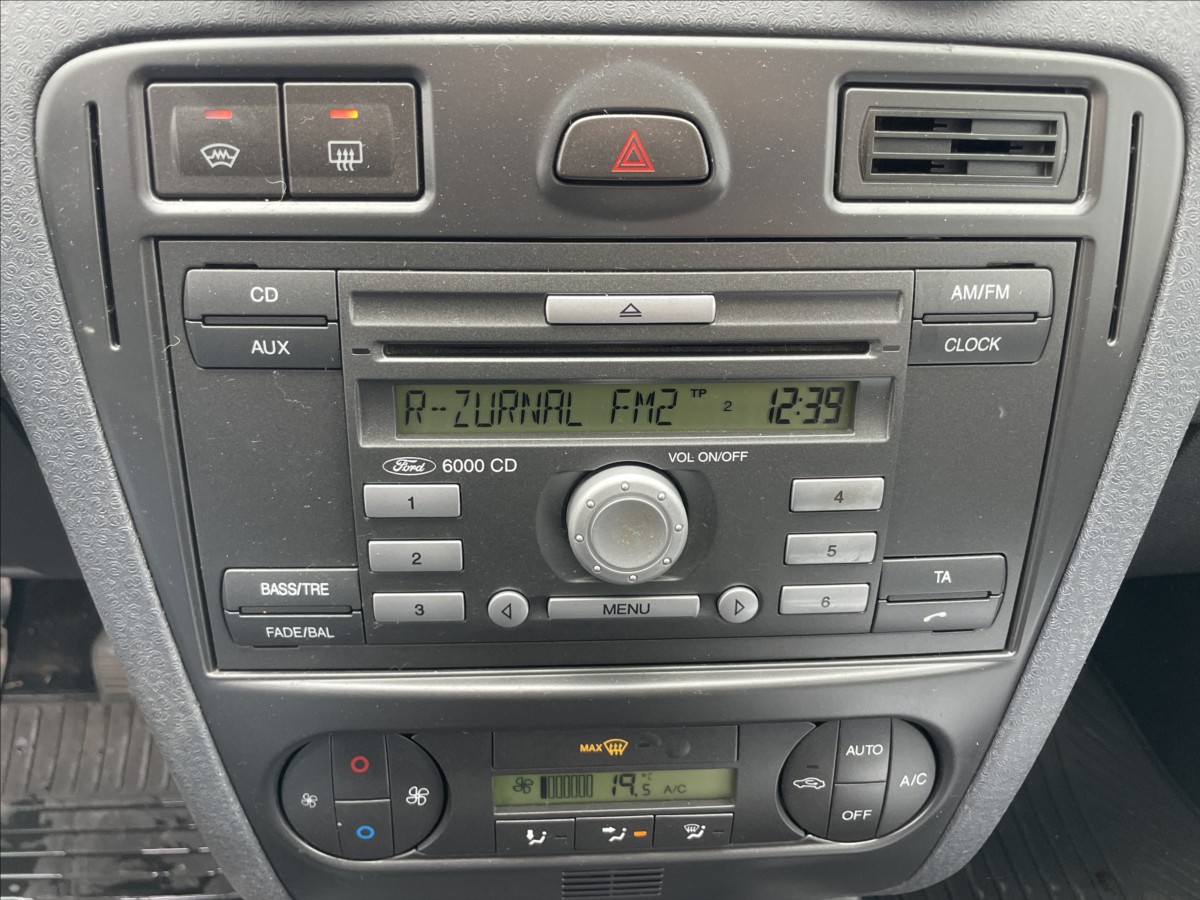 CD
AM/FM
AUX
CLOCK
R-ZURNAL FM2 TP 2 12:39
Ford 6000 CD
VOL ON/OFF
1
4
2
5
3
MENU
6
BASS/TRE
TA
FADE/BAL
MAX
AUTO
19.5 °C A/C
A/C
OFF